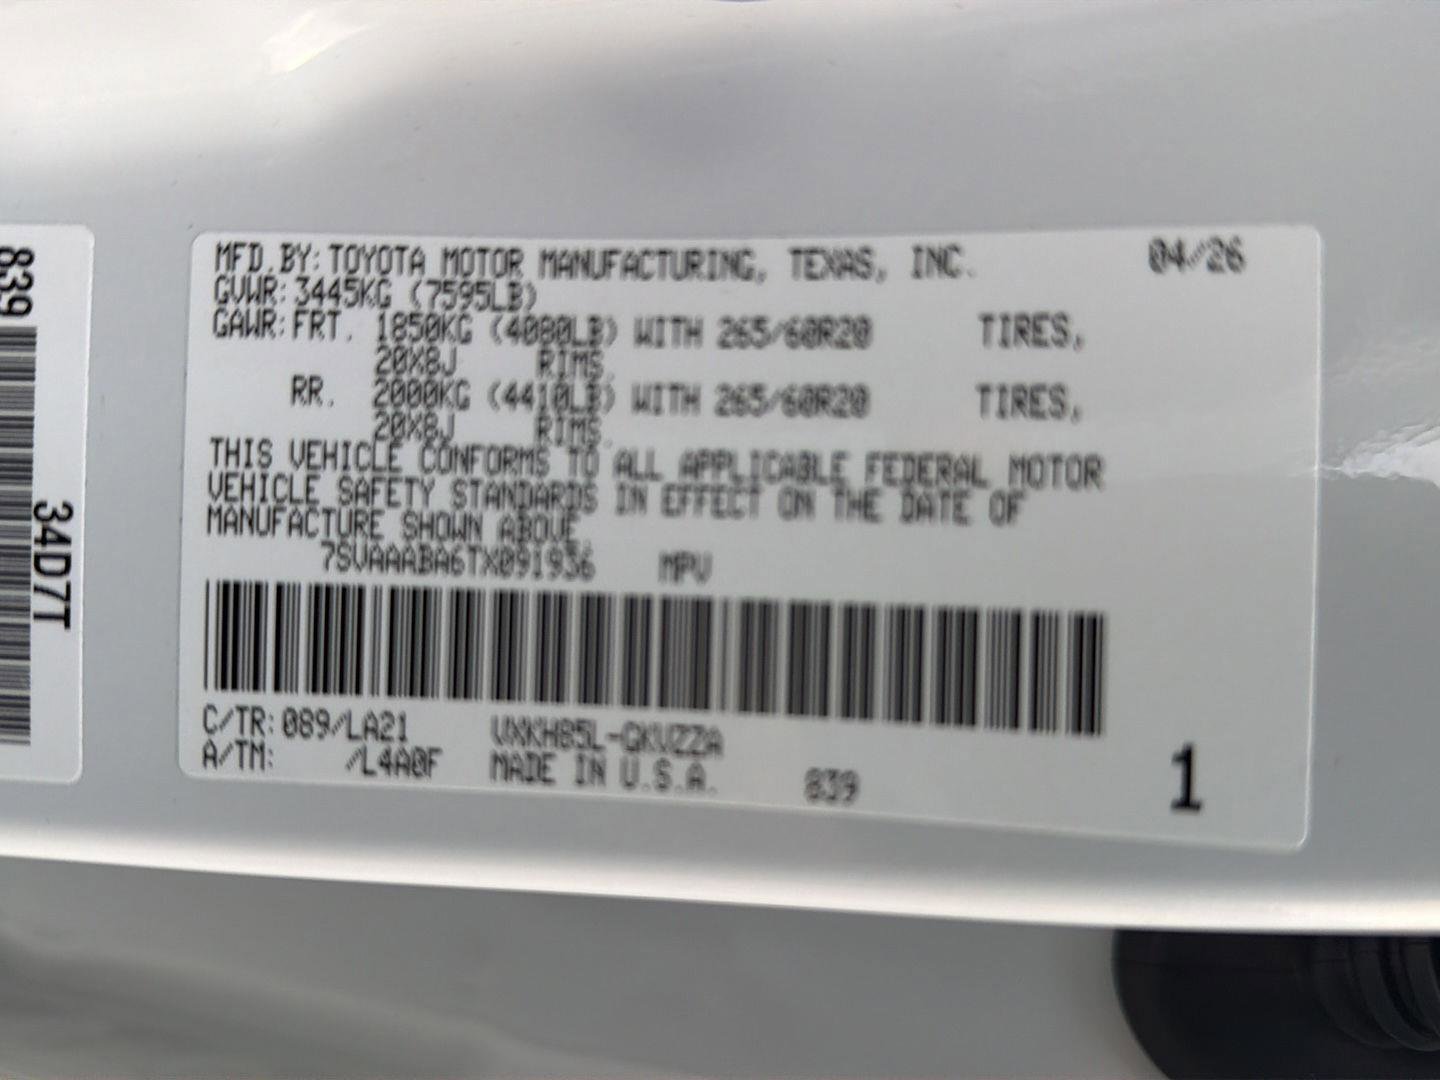 839
34D7T
MFD.BY: TOYOTA MOTOR MANUFACTURING, TEXAS, INC. 04/26
GVWR: 3445KG (7595LB)
GAWR: FRT. 1850KG (4080LB) WITH 265/60R20 TIRES,
20X8J RIMS.
RR. 2000KG (4410LB) WITH 265/60R20 TIRES,
20X8J RIMS.
THIS VEHICLE CONFORMS TO ALL APPLICABLE FEDERAL MOTOR
VEHICLE SAFETY STANDARDS IN EFFECT ON THE DATE OF
MANUFACTURE SHOWN ABOVE
7SVAAABA6TX091936 MPV
C/TR: 089/LA21 VXKH85L-GKVZZA
A/TM: /L4A0F MADE IN U.S.A. 839 1